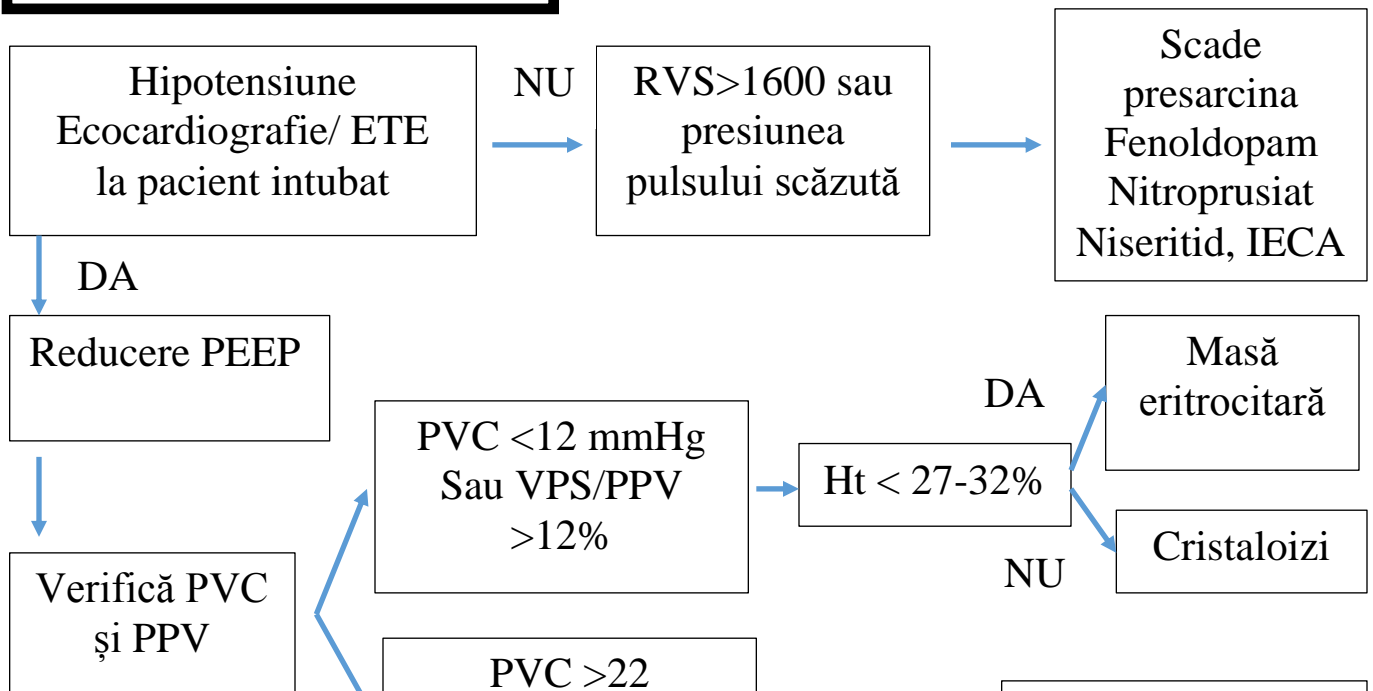 Hipotensiune
Ecocardiografie/ ETE
la pacient intubat
NU
RVS>1600 sau
presiunea
pulsului scăzută
Scade
presarcina
Fenoldopam
Nitroprusiat
Niseritid, IECA
DA
Reducere PEEP
Verifică PVC
și PPV
PVC <12 mmHg
Sau VPS/PPV
>12%
Ht < 27-32%
DA
Masă
eritrocitară
NU
Cristaloizi
PVC >22